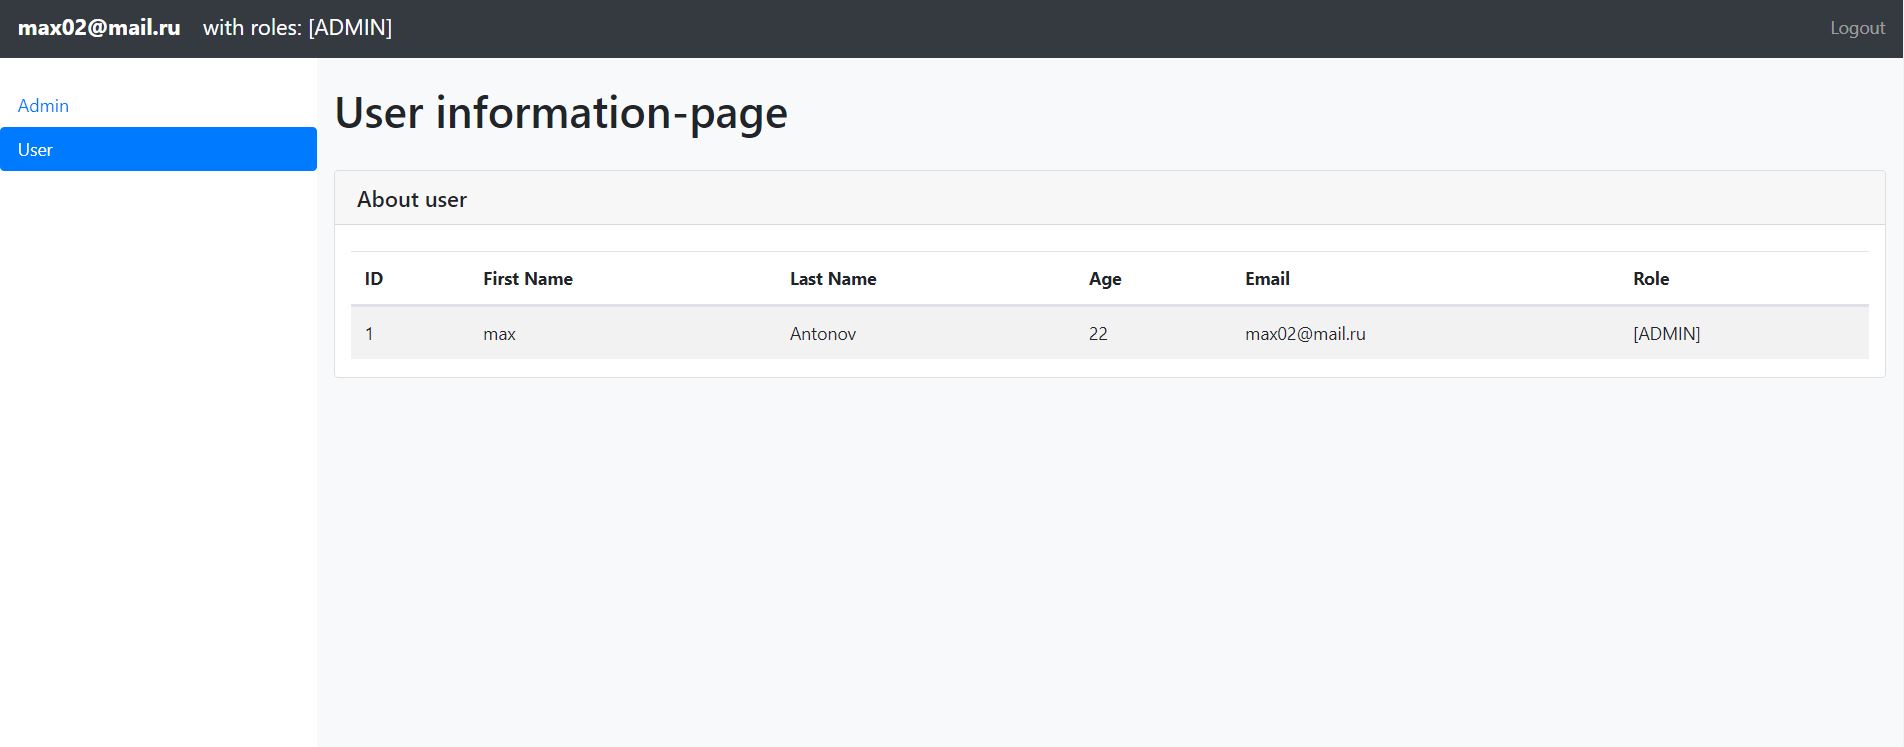 max02@mail.ru with roles: [ADMIN] Logout
Admin
User
User information-page
About user
ID First Name Last Name Age Email Role
1 max Antonov 22 max02@mail.ru [ADMIN]